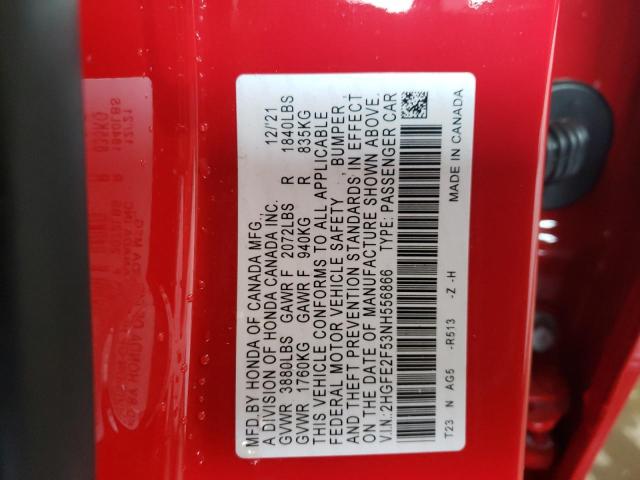 MFD.BY HONDA OF CANADA MFG.,
A DIVISION OF HONDA CANADA INC. 12/'21
GVWR 3880LBS GAWR F 2072LBS R 1840LBS
GVWR 1760KG GAWR F 940KG R 835KG
THIS VEHICLE CONFORMS TO ALL APPLICABLE
FEDERAL MOTOR VEHICLE SAFETY , BUMPER
AND THEFT PREVENTION STANDARDS IN EFFECT
ON THE DATE OF MANUFACTURE SHOWN ABOVE.
V.I.N.:2HGFE2F53NH556866 TYPE: PASSENGER CAR
T23 N AG5 -R513 -Z -H MADE IN CANADA